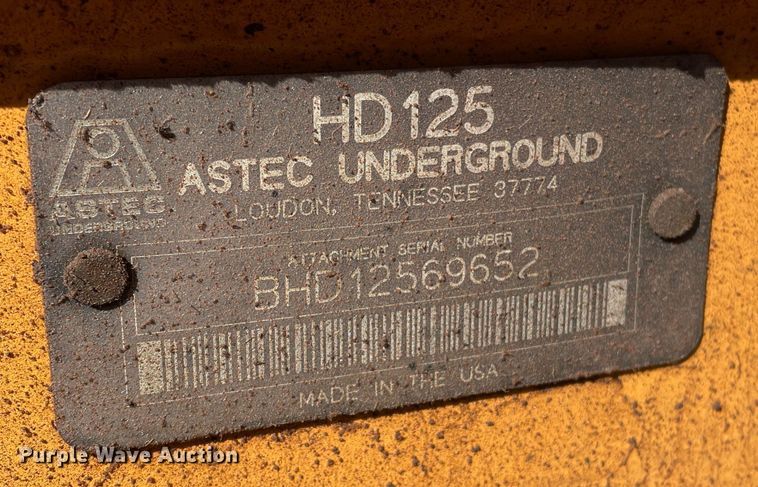 HD125
ASTEC UNDERGROUND
LOUDON, TENNESSEE 37774
ASTEC
UNDERGROUND
ATTACHMENT SERIAL NUMBER
BHD12569652
MADE IN THE USA
Purple Wave Auction